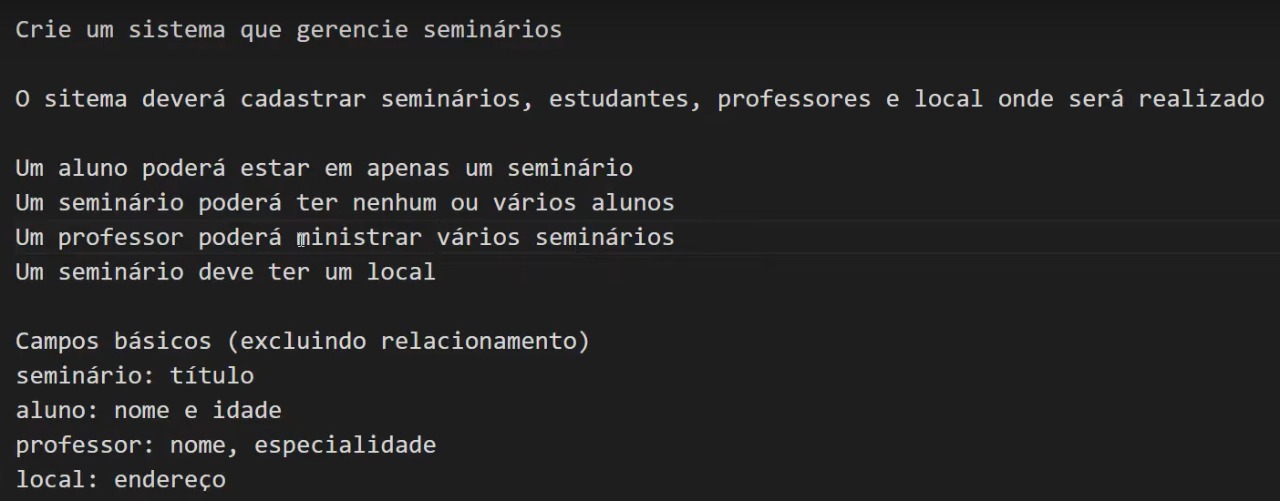 Crie um sistema que gerencie seminários
O sitema deverá cadastrar seminários, estudantes, professores e local onde será realizado
Um aluno poderá estar em apenas um seminário
Um seminário poderá ter nenhum ou vários alunos
Um professor poderá ministrar vários seminários
Um seminário deve ter um local
Campos básicos (excluindo relacionamento)
seminário: título
aluno: nome e idade
professor: nome, especialidade
local: endereço